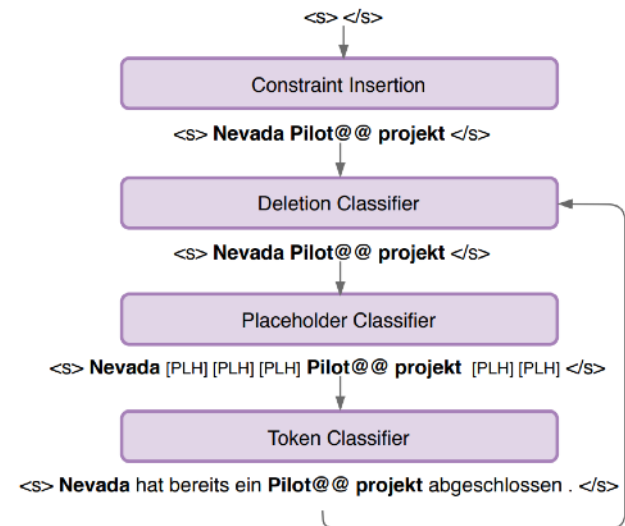 <s> </s>
Constraint Insertion
<s> Nevada Pilot@@ projekt </s>
Deletion Classifier
<s> Nevada Pilot@@ projekt </s>
Placeholder Classifier
<s> Nevada [PLH] [PLH] [PLH] Pilot@@ projekt [PLH] [PLH] </s>
Token Classifier
<s> Nevada hat bereits ein Pilot@@ projekt abgeschlossen . </s>